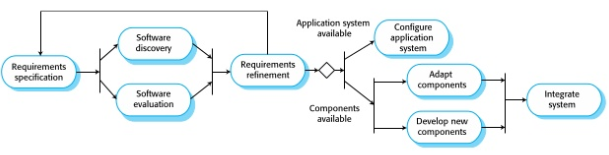 Requirements
specification
Software
discovery
Software
evaluation
Requirements
refinement
Application system
available
Configure
application
system
Components
available
Adapt
components
Develop new
components
Integrate
system